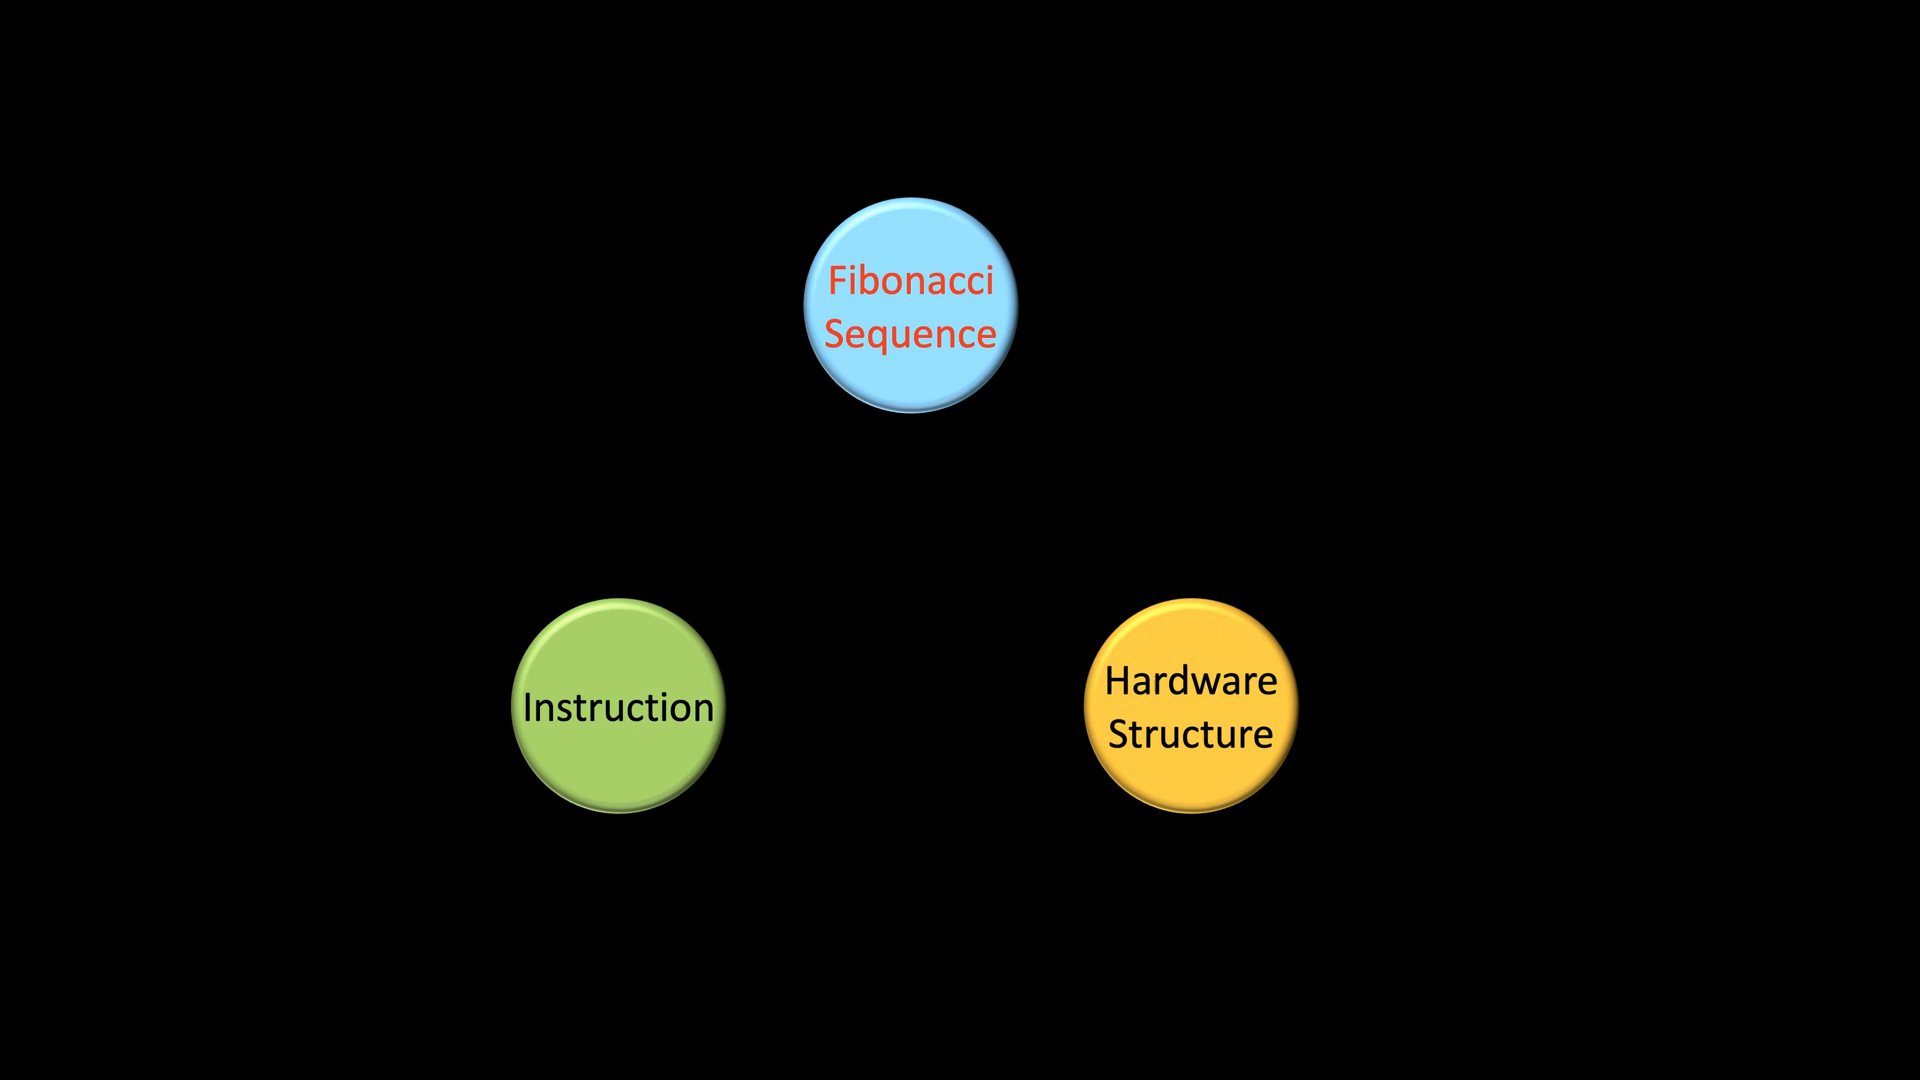 Fibonacci
Sequence
Instruction
Hardware
Structure